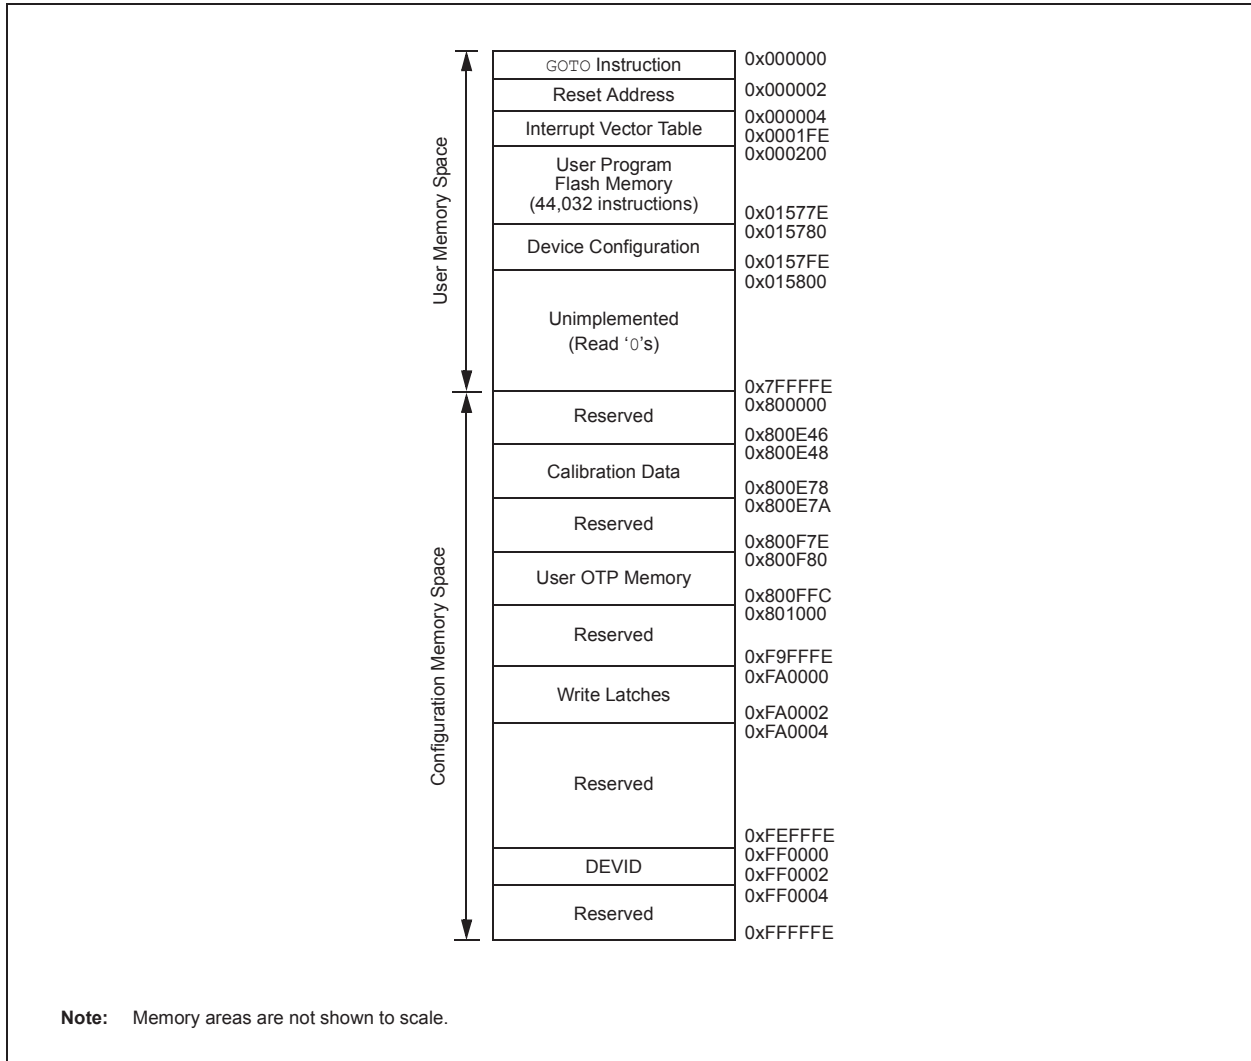 GOTO Instruction 0x000000
Reset Address 0x000002
0x000004
Interrupt Vector Table
0x0001FE
0x000200
User Program
Flash Memory
(44,032 instructions)
0x01577E
0x015780
Device Configuration
0x0157FE
0x015800
Unimplemented
(Read ‘0’s)
User Memory Space
0x7FFFFE
0x800000
Reserved
0x800E46
0x800E48
Calibration Data
0x800E78
0x800E7A
Reserved
0x800F7E
0x800F80
User OTP Memory
0x800FFC
0x801000
Reserved
0xF9FFFE
0xFA0000
Write Latches
0xFA0002
0xFA0004
Reserved
0xFEFFFE
0xFF0000
DEVID
0xFF0002
0xFF0004
Reserved
0xFFFFFE
Configuration Memory Space
Note: Memory areas are not shown to scale.